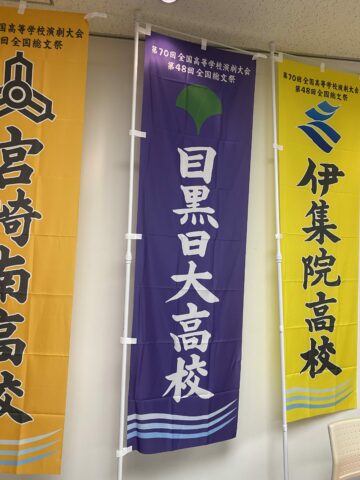 全国高等学校演劇大会
回全国総文祭
宮崎南高校
第70回全国高等学校演劇大会
第48回全国総文祭
目黒日大高校
第70回全国高等学校演劇大会
第48回全国総文祭
伊集院高校